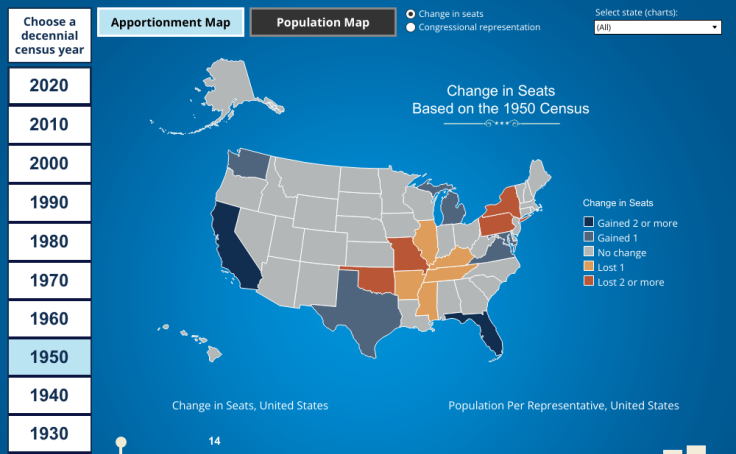 Choose a
decennial
census year
Apportionment Map
Population Map
Change in seats
Congressional representation
Select state (charts):
(All)
2020
2010
2000
1990
1980
1970
1960
1950
1940
1930
Change in Seats
Based on the 1950 Census
Change in Seats
Gained 2 or more
Gained 1
No change
Lost 1
Lost 2 or more
Change in Seats, United States
Population Per Representative, United States
14